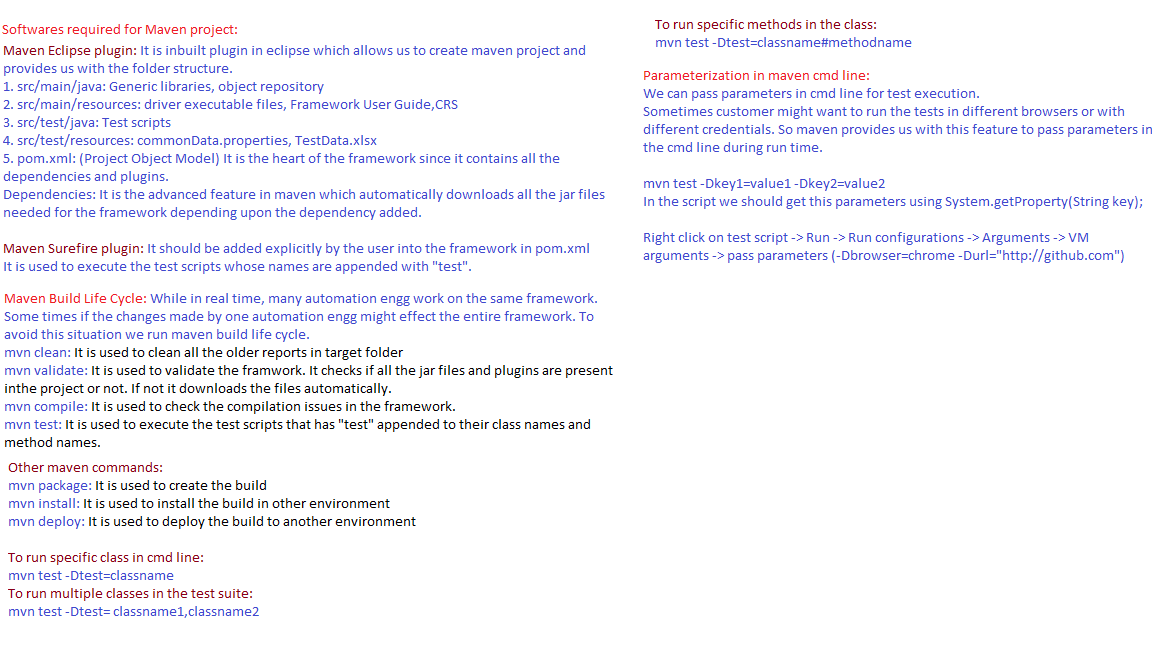 Softwares required for Maven project:
Maven Eclipse plugin: It is inbuilt plugin in eclipse which allows us to create maven project and
provides us with the folder structure.
1. src/main/java: Generic libraries, object repository
2. src/main/resources: driver executable files, Framework User Guide,CRS
3. src/test/java: Test scripts
4. src/test/resources: commonData.properties, TestData.xlsx
5. pom.xml: (Project Object Model) It is the heart of the framework since it contains all the
dependencies and plugins.
Dependencies: It is the advanced feature in maven which automatically downloads all the jar files
needed for the framework depending upon the dependency added.
Maven Surefire plugin: It should be added explicitly by the user into the framework in pom.xml
It is used to execute the test scripts whose names are appended with "test".
Maven Build Life Cycle: While in real time, many automation engg work on the same framework.
Some times if the changes made by one automation engg might effect the entire framework. To
avoid this situation we run maven build life cycle.
mvn clean: It is used to clean all the older reports in target folder
mvn validate: It is used to validate the framwork. It checks if all the jar files and plugins are present
inthe project or not. If not it downloads the files automatically.
mvn compile: It is used to check the compilation issues in the framework.
mvn test: It is used to execute the test scripts that has "test" appended to their class names and
method names.
Other maven commands:
mvn package: It is used to create the build
mvn install: It is used to install the build in other environment
mvn deploy: It is used to deploy the build to another environment
To run specific class in cmd line:
mvn test -Dtest=classname
To run multiple classes in the test suite:
mvn test -Dtest= classname1,classname2
To run specific methods in the class:
mvn test -Dtest=classname#methodname
Parameterization in maven cmd line:
We can pass parameters in cmd line for test execution.
Sometimes customer might want to run the tests in different browsers or with
different credentials. So maven provides us with this feature to pass parameters in
the cmd line during run time.
mvn test -Dkey1=value1 -Dkey2=value2
In the script we should get this parameters using System.getProperty(String key);
Right click on test script -> Run -> Run configurations -> Arguments -> VM
arguments -> pass parameters (-Dbrowser=chrome -Durl="http://github.com")